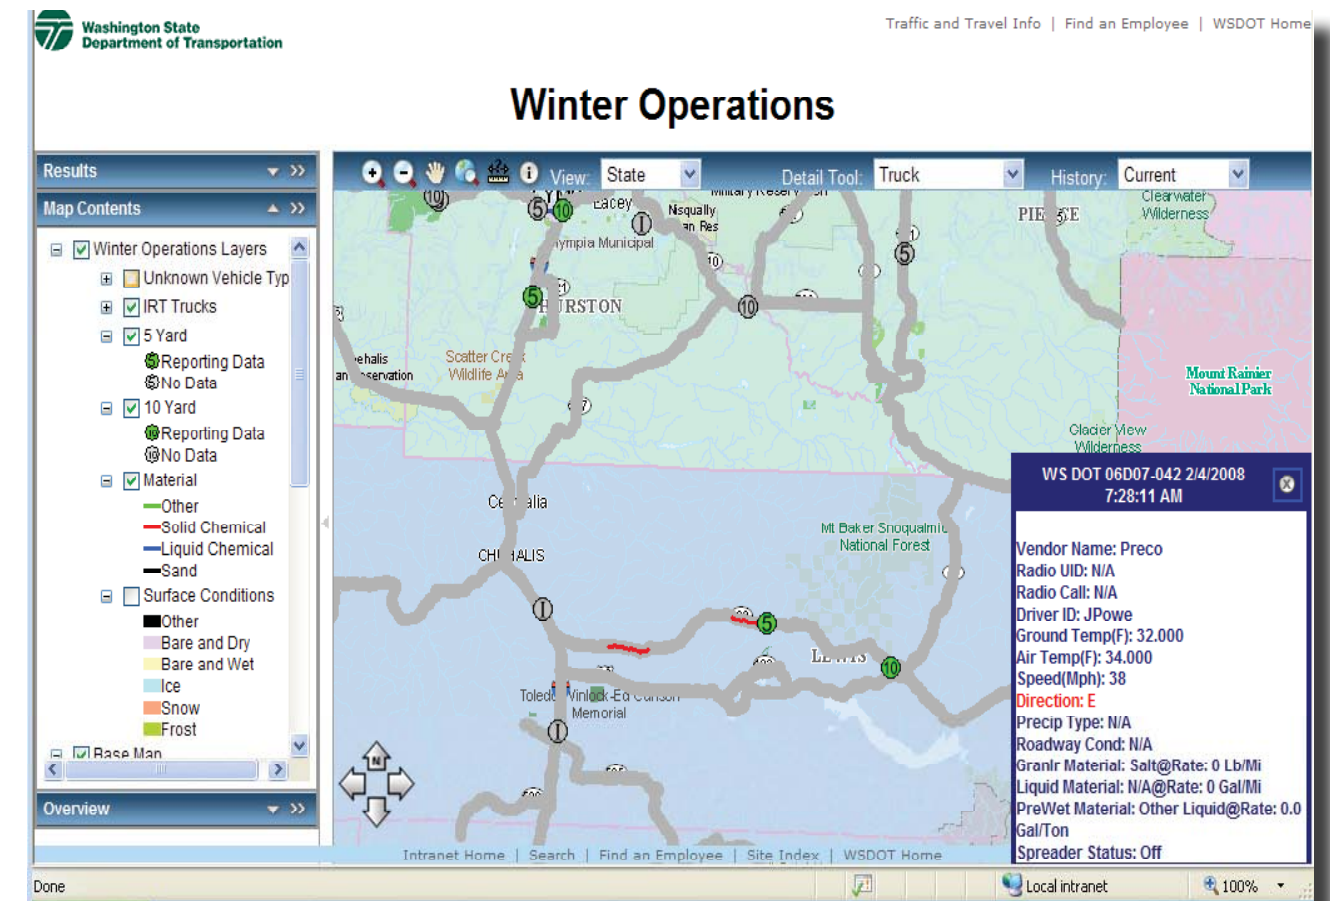 Washington State
Department of Transportation
Traffic and Travel Info | Find an Employee | WSDOT Home
Winter Operations
Results
View: State
Detail Tool: Truck
History: Current
Map Contents
Winter Operations Layers
Unknown Vehicle Typ
IRT Trucks
5 Yard
Reporting Data
No Data
10 Yard
Reporting Data
No Data
Material
Other
Solid Chemical
Liquid Chemical
Sand
Surface Conditions
Other
Bare and Dry
Bare and Wet
Ice
Snow
Frost
Base Map
Overview
Lacey
Nisqually
an Res
ympia Municipal
Clearwater
Wilderness
Scatter Cre
Wildlife A a
ehalis
an servation
Mount Rainier
National Park
Glacier View
Wilderness
Mt Baker Snoqualmie
National Forest
Toled
Memorial
N
WS DOT 06D07-042 2/4/2008
7:28:11 AM
Vendor Name: Preco
Radio UID: N/A
Radio Call: N/A
Driver ID: JPowe
Ground Temp(F): 32.000
Air Temp(F): 34.000
Speed(Mph): 38
Direction: E
Precip Type: N/A
Roadway Cond: N/A
Granlr Material: Salt@Rate: 0 Lb/Mi
Liquid Material: N/A@Rate: 0 Gal/Mi
PreWet Material: Other Liquid@Rate: 0.0
Gal/Ton
Spreader Status: Off
Intranet Home | Search | Find an Employee | Site Index | WSDOT Home
Done
Local intranet
100%